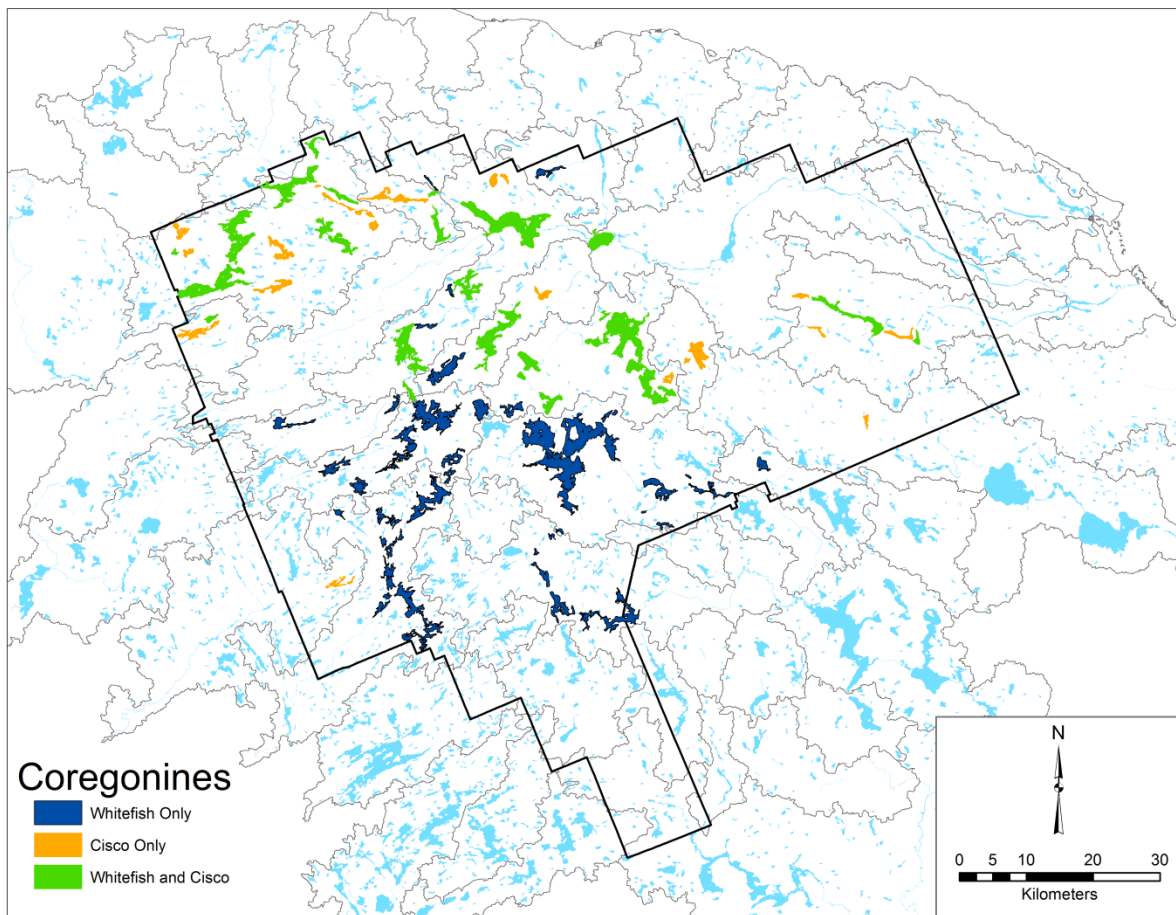 Coregonines
Whitefish Only
Cisco Only
Whitefish and Cisco
N
0 5 10 20 30
Kilometers